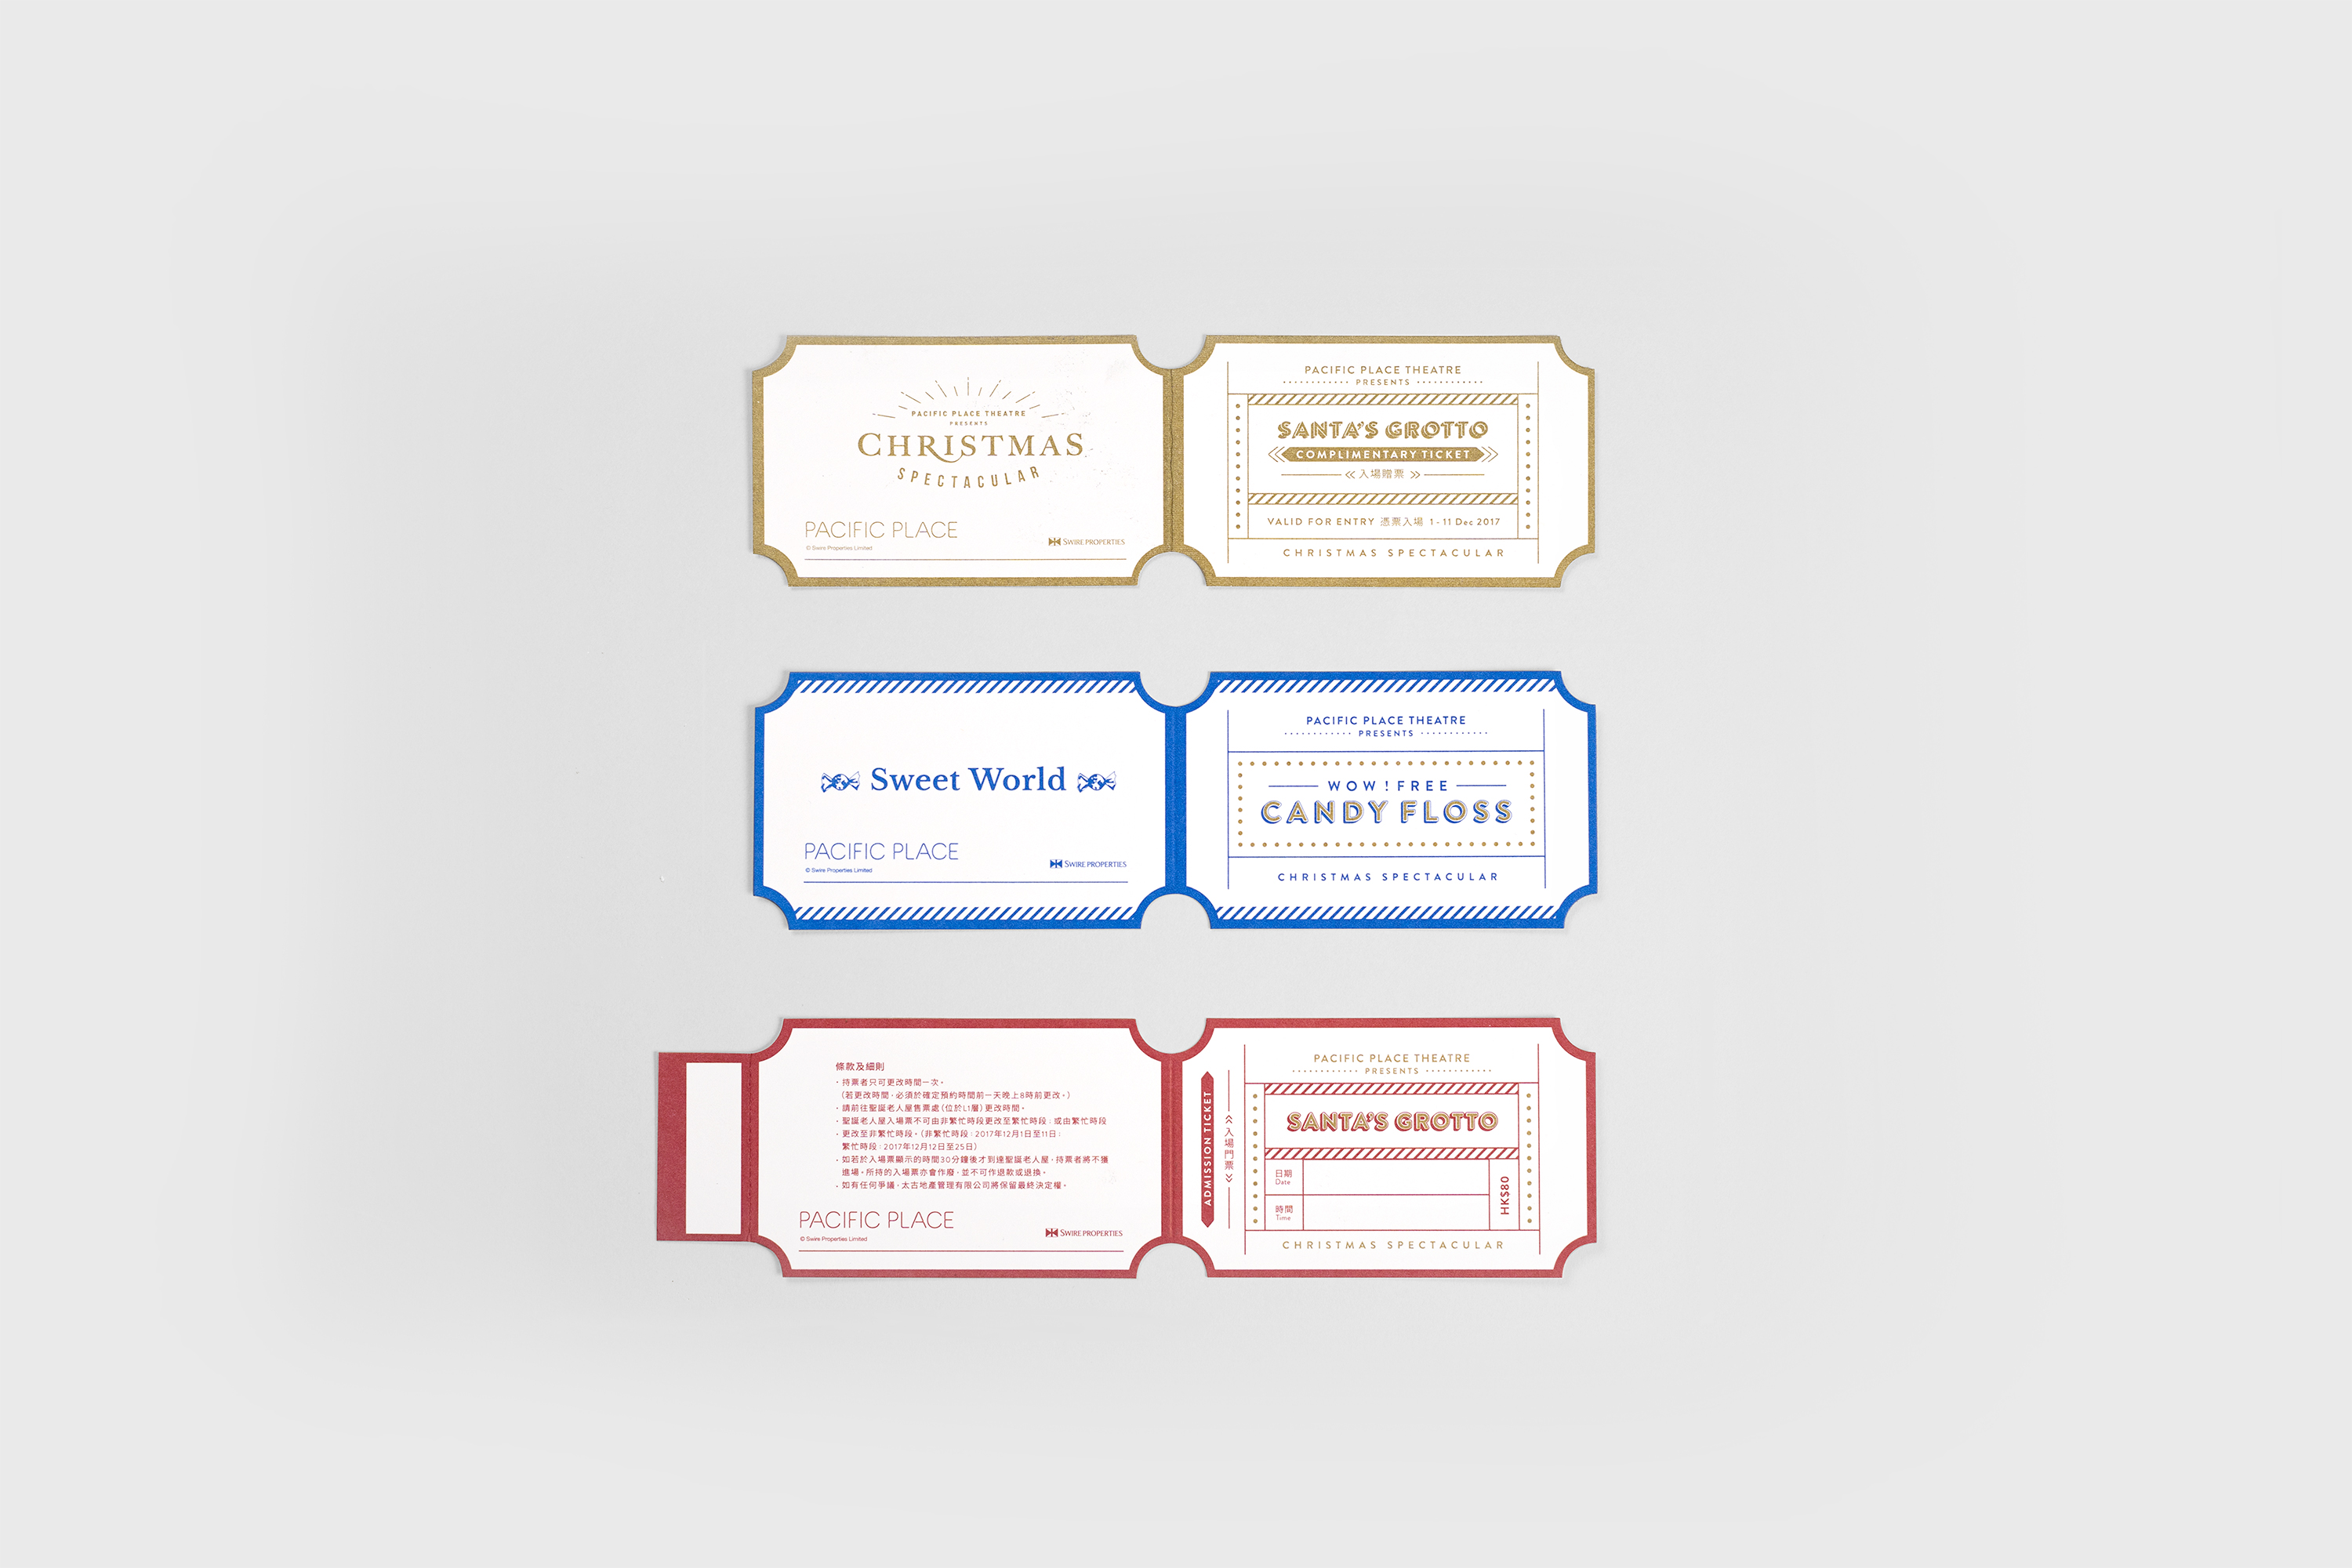 PACIFIC PLACE THEATRE
PRESENTS
CHRISTMAS
SPECTACULAR
PACIFIC PLACE
© Swire Properties Limited
SWIRE PROPERTIES
PACIFIC PLACE THEATRE
PRESENTS
SANTA'S GROTTO
COMPLIMENTARY TICKET
入場贈票
VALID FOR ENTRY 憑票入場 1 - 11 Dec 2017
CHRISTMAS SPECTACULAR
Sweet World
PACIFIC PLACE
© Swire Properties Limited
SWIRE PROPERTIES
PACIFIC PLACE THEATRE
PRESENTS
WOW ! FREE
CANDY FLOSS
CHRISTMAS SPECTACULAR
條款及細則
· 持票者只可更改時間一次。
(若更改時間，必須於確定預約時間前一天晚上8時前更改。)
· 請前往聖誕老人屋售票處 (位於L1層) 更改時間。
· 聖誕老人屋入場票不可由非繁忙時段更改至繁忙時段；或由繁忙時段
· 更改至非繁忙時段。(非繁忙時段：2017年12月1日至11日；
繁忙時段：2017年12月12日至25日)
· 如若於入場票顯示的時間30分鐘後才到達聖誕老人屋，持票者將不獲
進場。所持的入場票亦會作廢，並不可作退款或退換。
· 如有任何爭議，太古地產管理有限公司將保留最終決定權。
PACIFIC PLACE
© Swire Properties Limited
SWIRE PROPERTIES
ADMISSION TICKET
入場門票
PACIFIC PLACE THEATRE
PRESENTS
SANTA'S GROTTO
日期
Date
時間
Time
HK$80
CHRISTMAS SPECTACULAR